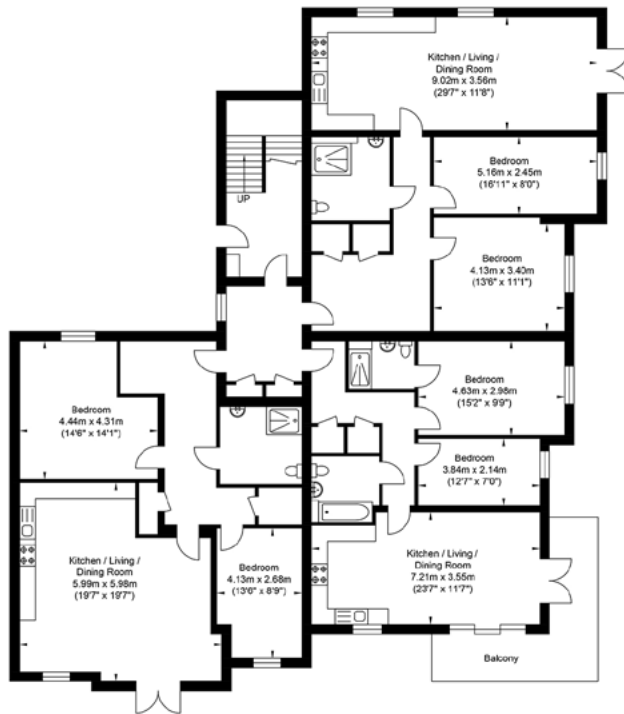 Kitchen / Living /
Dining Room
9.02m x 3.56m
(29'7" x 11'8")
Bedroom
5.16m x 2.45m
(16'11" x 8'0")
UP
Bedroom
4.13m x 3.40m
(13'6" x 11'1")
Bedroom
4.63m x 2.98m
(15'2" x 9'9")
Bedroom
4.44m x 4.31m
(14'6" x 14'1")
Bedroom
3.84m x 2.14m
(12'7" x 7'0")
Kitchen / Living /
Dining Room
5.99m x 5.98m
(19'7" x 19'7")
Bedroom
4.13m x 2.68m
(13'6" x 8'9")
Kitchen / Living /
Dining Room
7.21m x 3.55m
(23'7" x 11'7")
Balcony